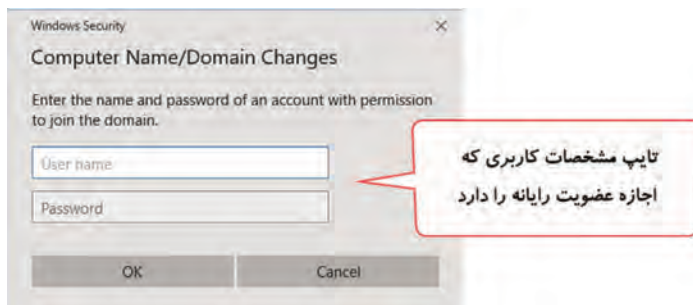 Windows Security
Computer Name/Domain Changes
Enter the name and password of an account with permission
to join the domain.
User name
Password
OK
Cancel
تایپ مشخصات کاربری که
اجازه عضویت رایانه را دارد